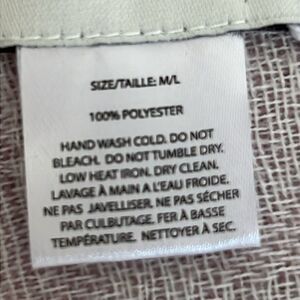 SIZE/TAILLE: M/L
100% POLYESTER
HAND WASH COLD. DO NOT
BLEACH. DO NOT TUMBLE DRY.
LOW HEAT IRON. DRY CLEAN.
LAVAGE À MAIN A L'EAU FROIDE.
NE PAS JAVELLISER. NE PAS SÉCHER
PAR CULBUTAGE. FER À BASSE
TEMPÉRATURE. NETTOYER À SEC.